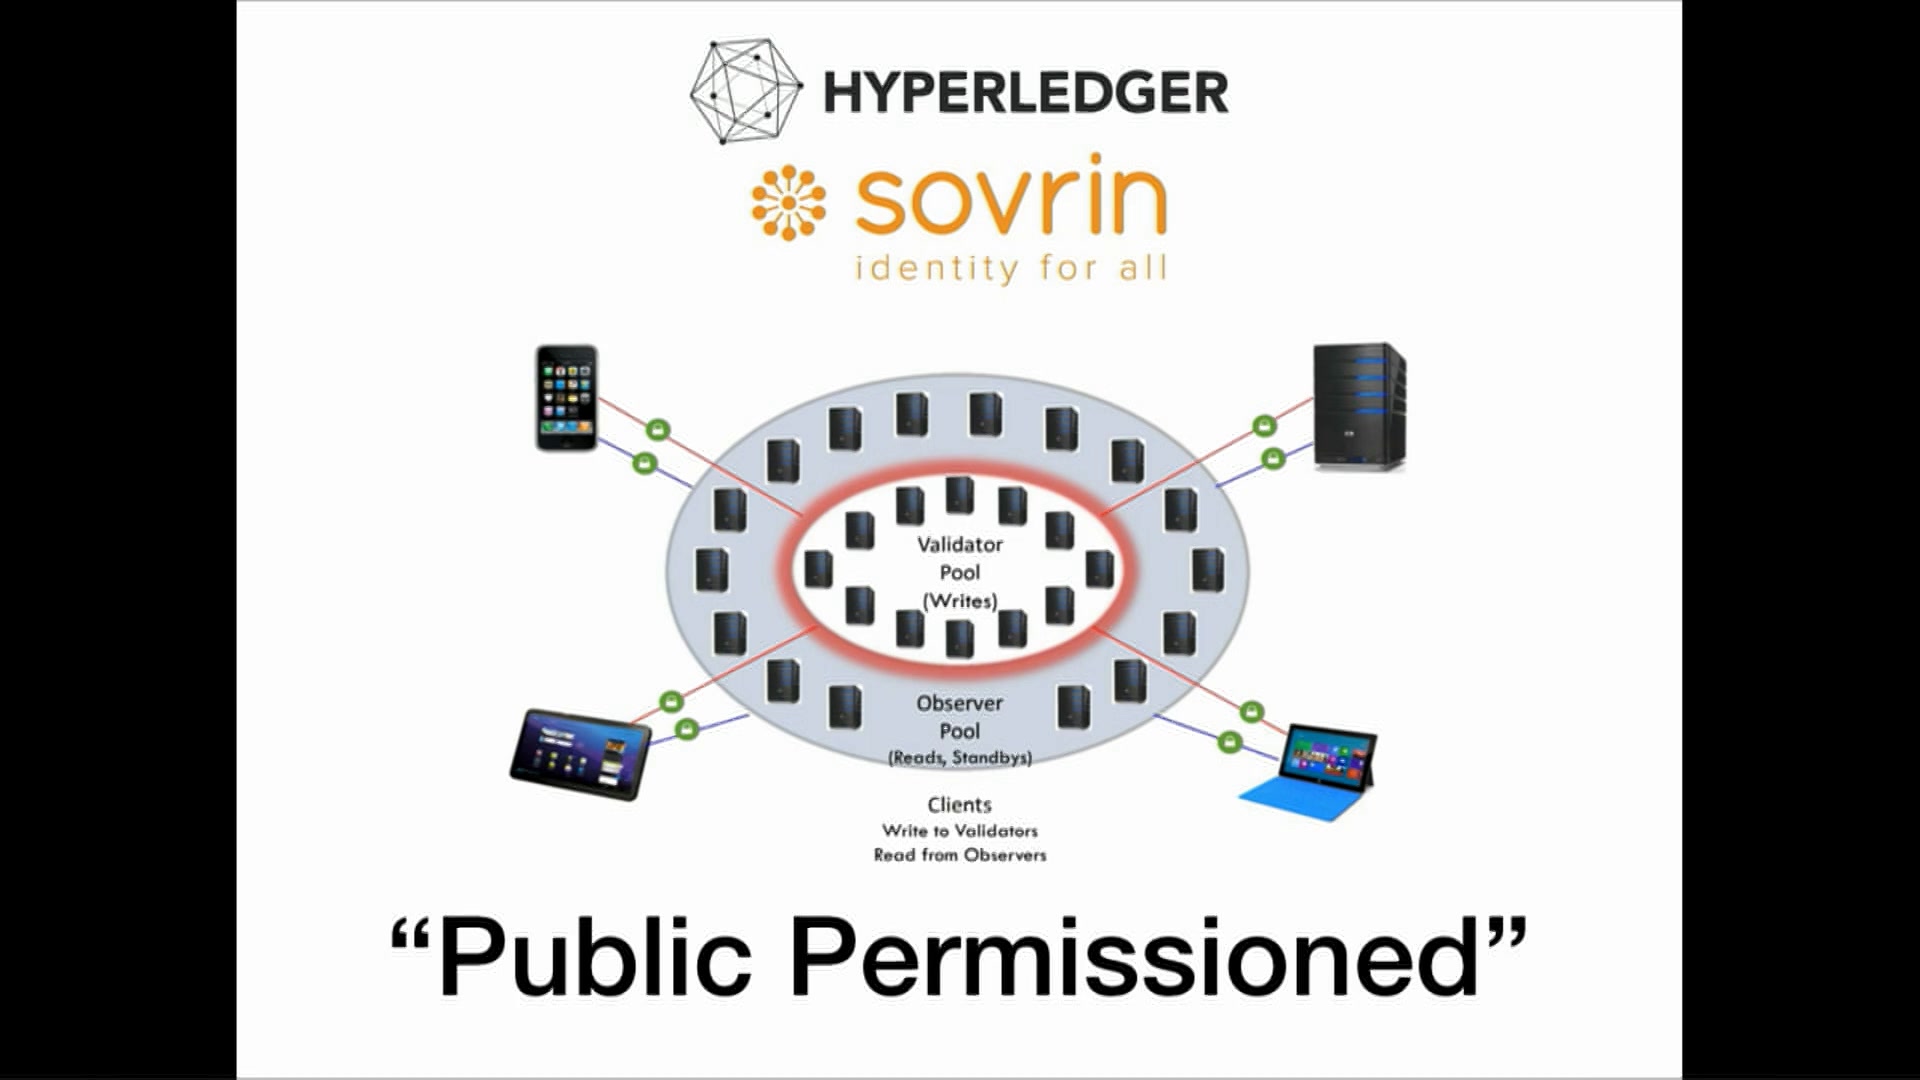 HYPERLEDGER
sovrin
identity for all
Validator
Pool
(Writes)
Observer
Pool
(Reads, Standbys)
Clients
Write to Validators
Read from Observers
“Public Permissioned”